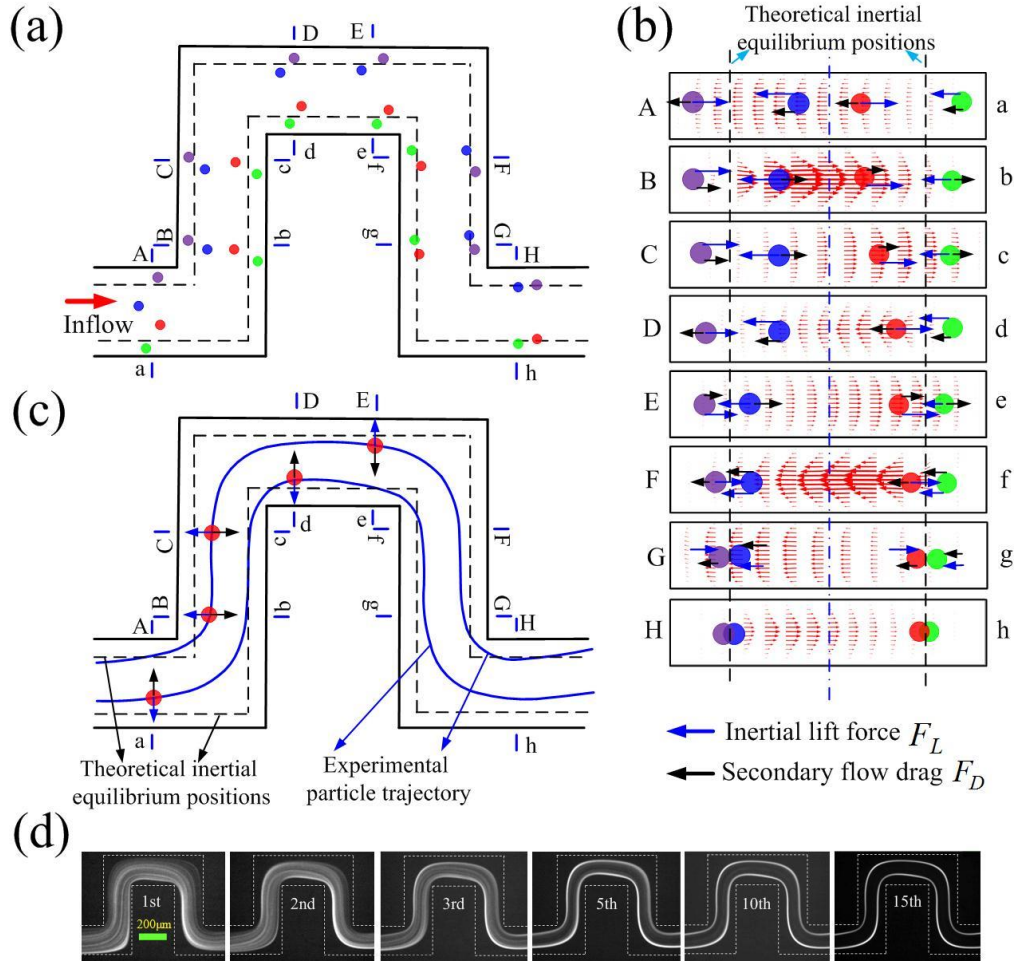 (a)
D
E
C
c
d
e
f
F
A
B
b
g
G
H
Inflow
a
h
(b)
Theoretical inertial
equilibrium positions
A
a
B
b
C
c
D
d
E
e
F
f
G
g
H
h
Inertial lift force F_L
Secondary flow drag F_D
(c)
D
E
C
c
d
e
f
F
A
B
b
g
G
H
a
h
Theoretical inertial
equilibrium positions
Experimental
particle trajectory
(d)
1st
200μm
2nd
3rd
5th
10th
15th